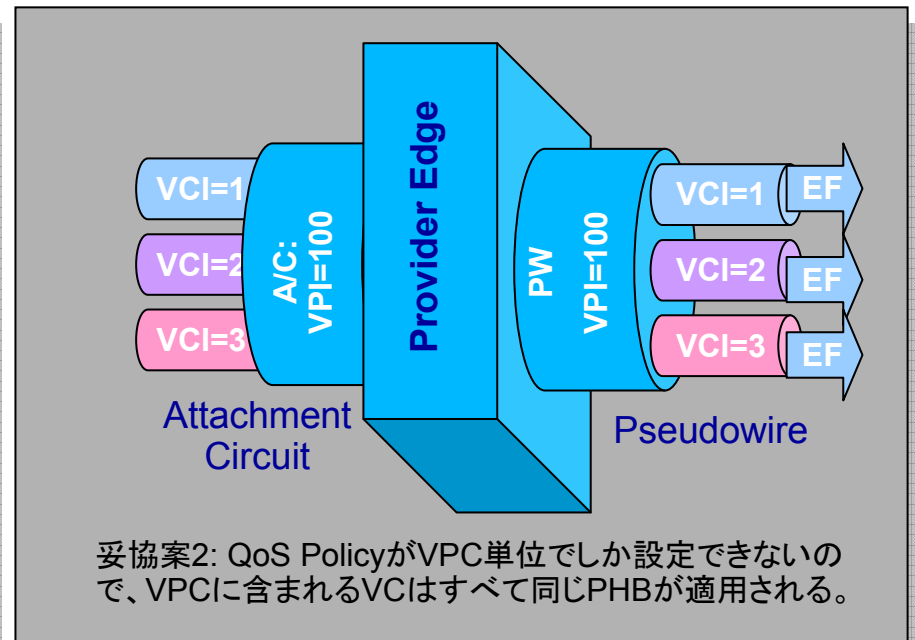 VCI=1
VCI=2
VCI=3
A/C:
VPI=100
Provider Edge
PW
VPI=100
VCI=1
VCI=2
VCI=3
EF
EF
EF
Attachment
Circuit
Pseudowire
妥協案2: QoS PolicyがVPC単位でしか設定できないの
で、VPCに含まれるVCはすべて同じPHBが適用される。